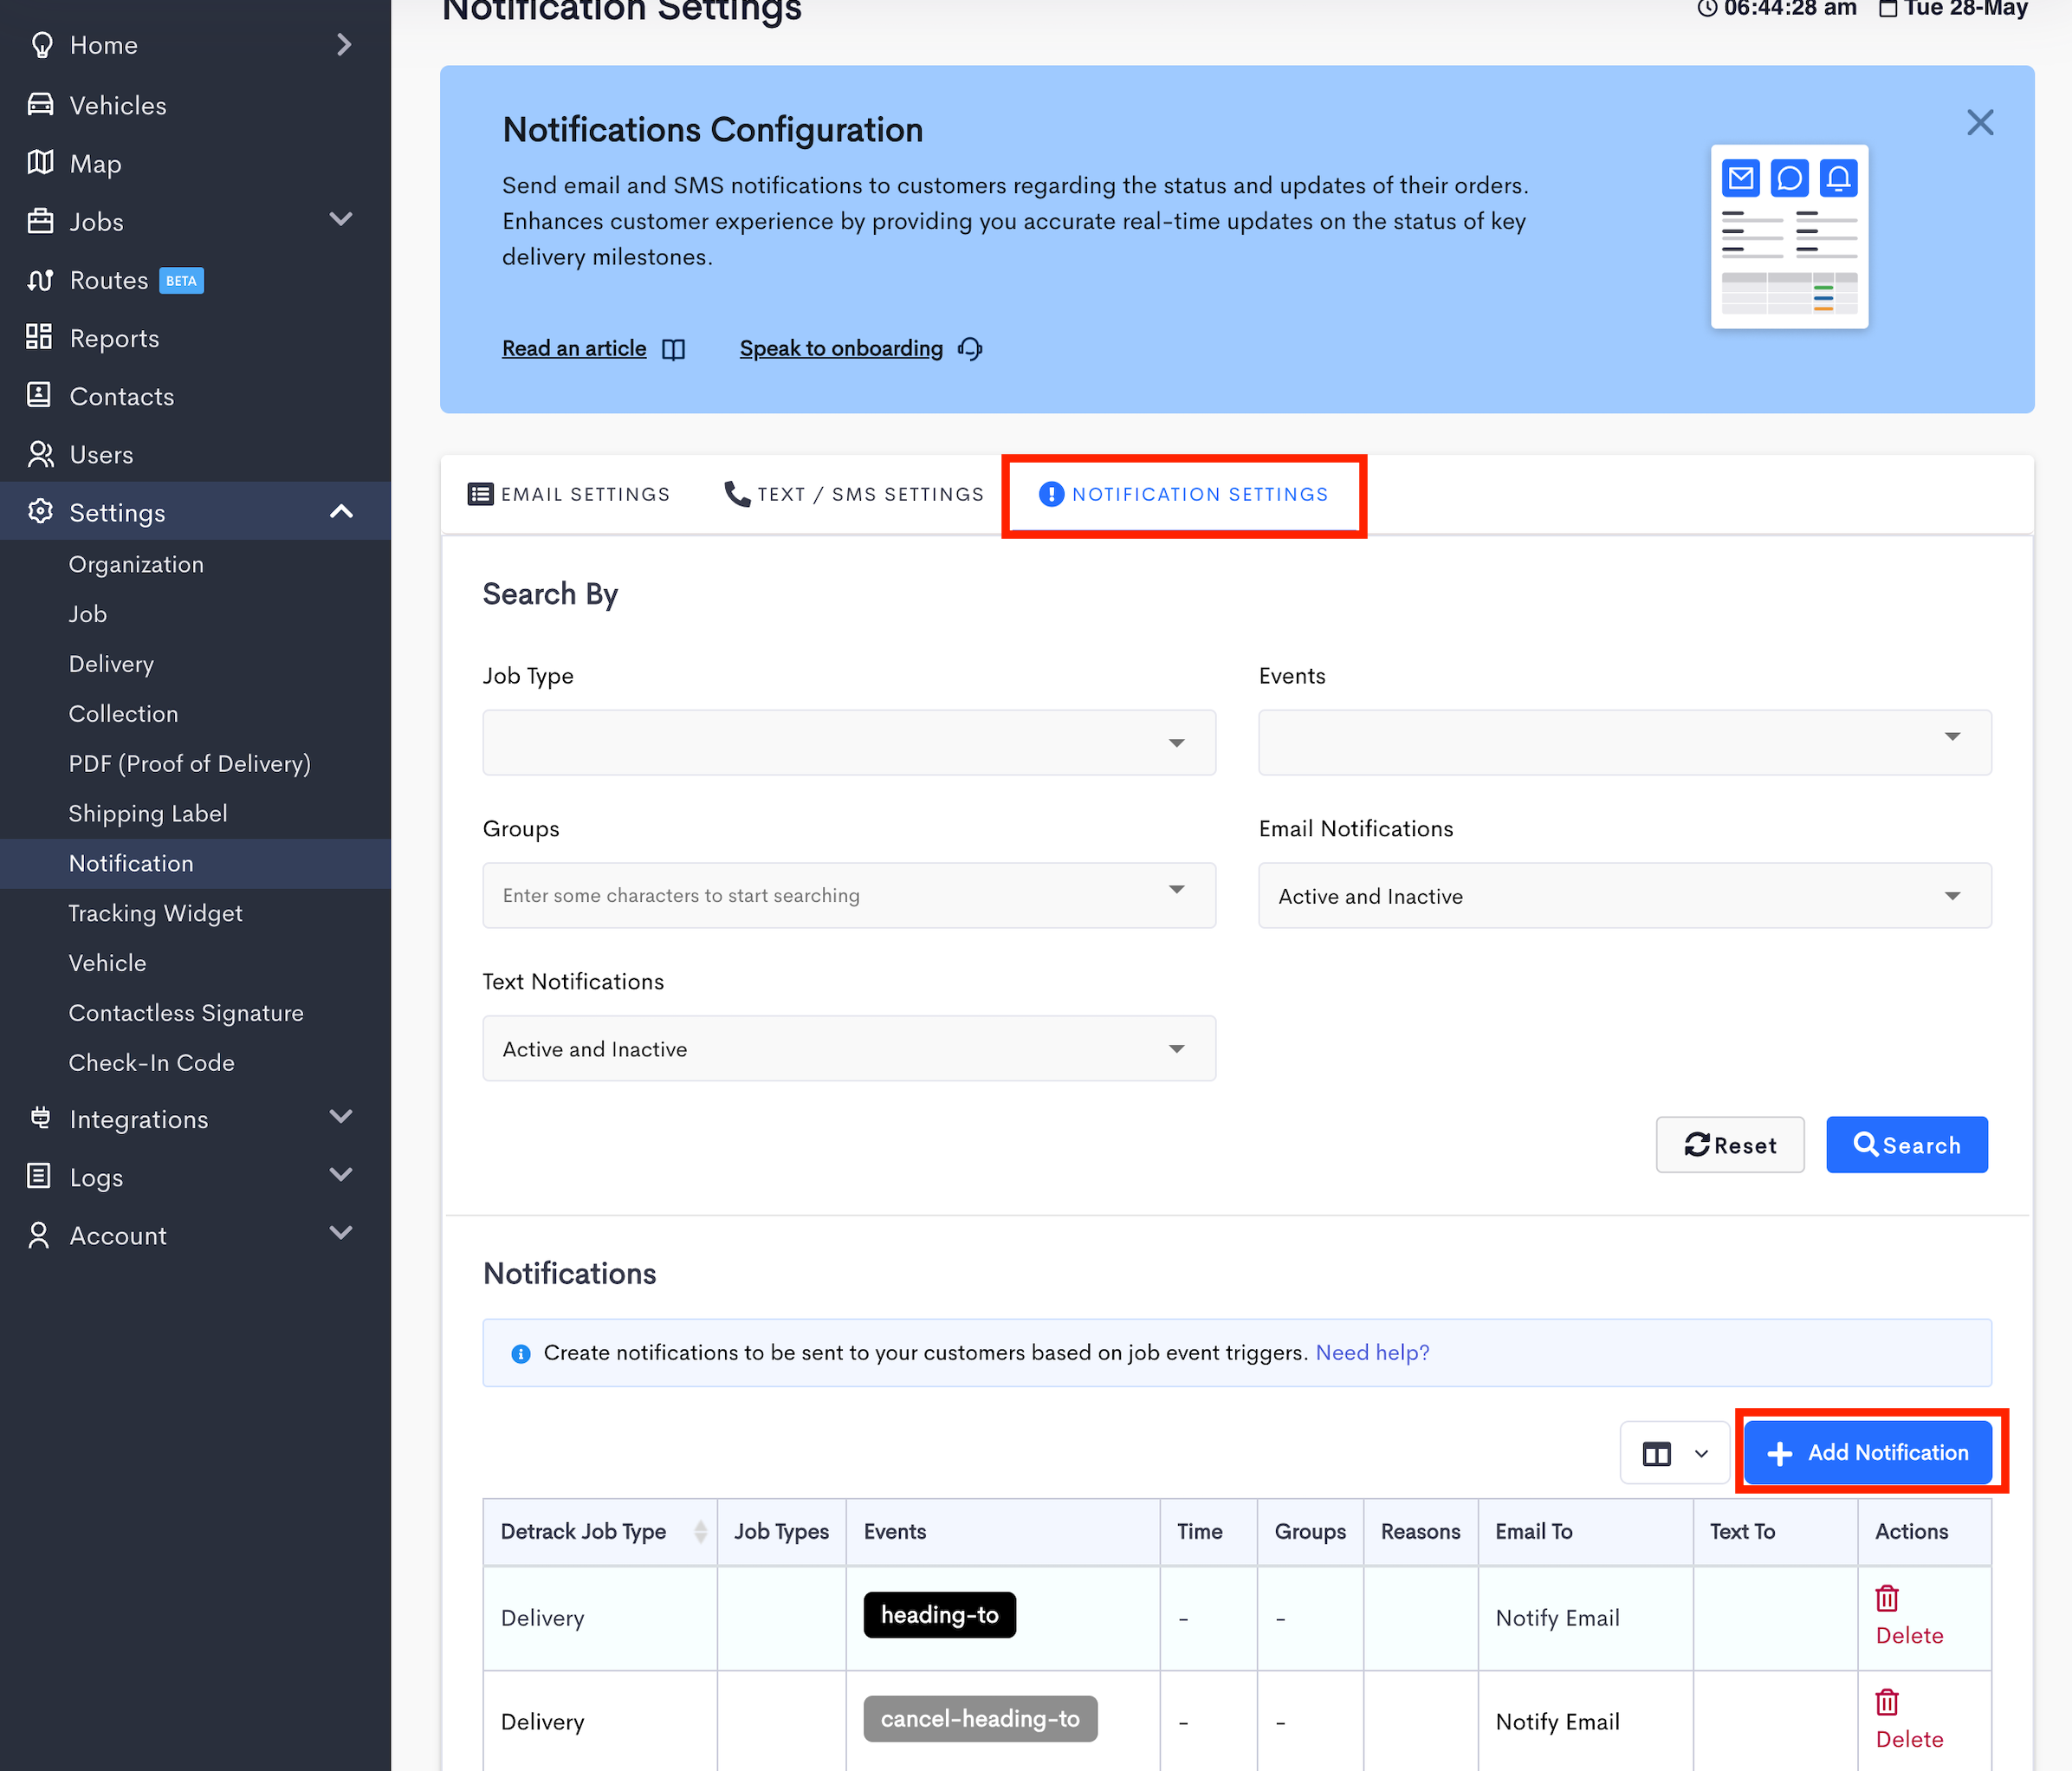 Home
Vehicles
Map
Jobs
Routes BETA
Reports
Contacts
Users
Settings
Organization
Job
Delivery
Collection
PDF (Proof of Delivery)
Shipping Label
Notification
Tracking Widget
Vehicle
Contactless Signature
Check-In Code
Integrations
Logs
Account
Notification Settings
06:44:28 am Tue 28-May
Notifications Configuration
Send email and SMS notifications to customers regarding the status and updates of their orders.
Enhances customer experience by providing you accurate real-time updates on the status of key
delivery milestones.
Read an article Speak to onboarding
EMAIL SETTINGS TEXT / SMS SETTINGS NOTIFICATION SETTINGS
Search By
Job Type Events
Groups Email Notifications
Enter some characters to start searching Active and Inactive
Text Notifications
Active and Inactive
Reset Search
Notifications
Create notifications to be sent to your customers based on job event triggers. Need help?
Add Notification
Detrack Job Type Job Types Events Time Groups Reasons Email To Text To Actions
Delivery heading-to - - Notify Email Delete
Delivery cancel-heading-to - - Notify Email Delete